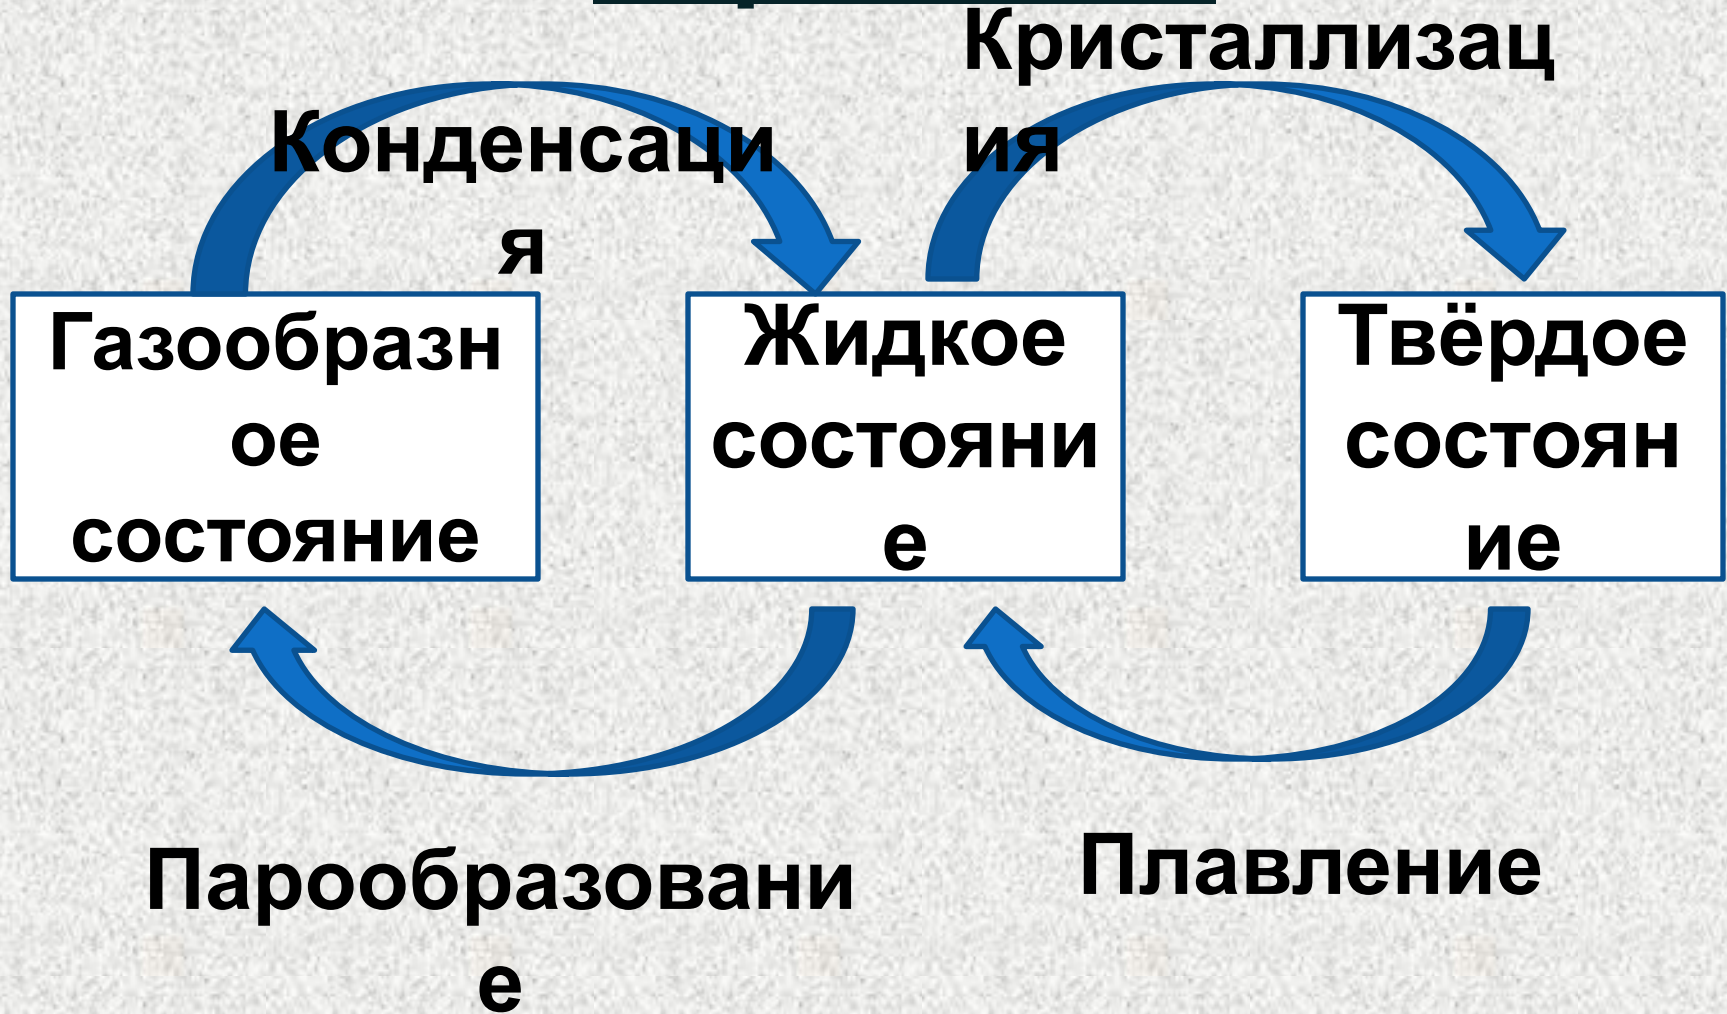 Кристаллизац
ия
Конденсаци
я
Газообразн
ое
состояние
Жидкое
состояни
е
Твёрдое
состоян
ие
Парообразовани
е
Плавление